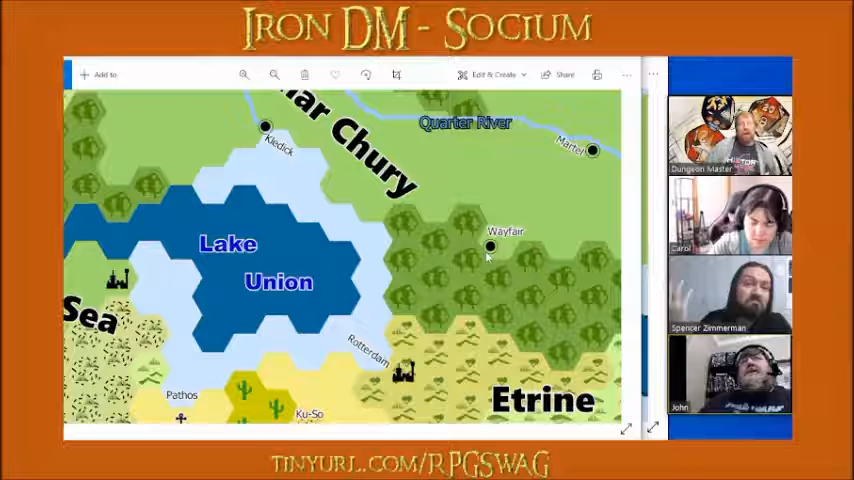 IRON DM - SOCIUM
Add to
Edit & Create
Share
nar Chury
Quarter River
Martel
Kledick
Wayfair
Lake
Union
Sea
Rotterdam
Pathos
Ku-So
Etrine
Dungeon Master
Carol
Spencer Zimmerman
John
TINYURL.COM/RPGSWAG